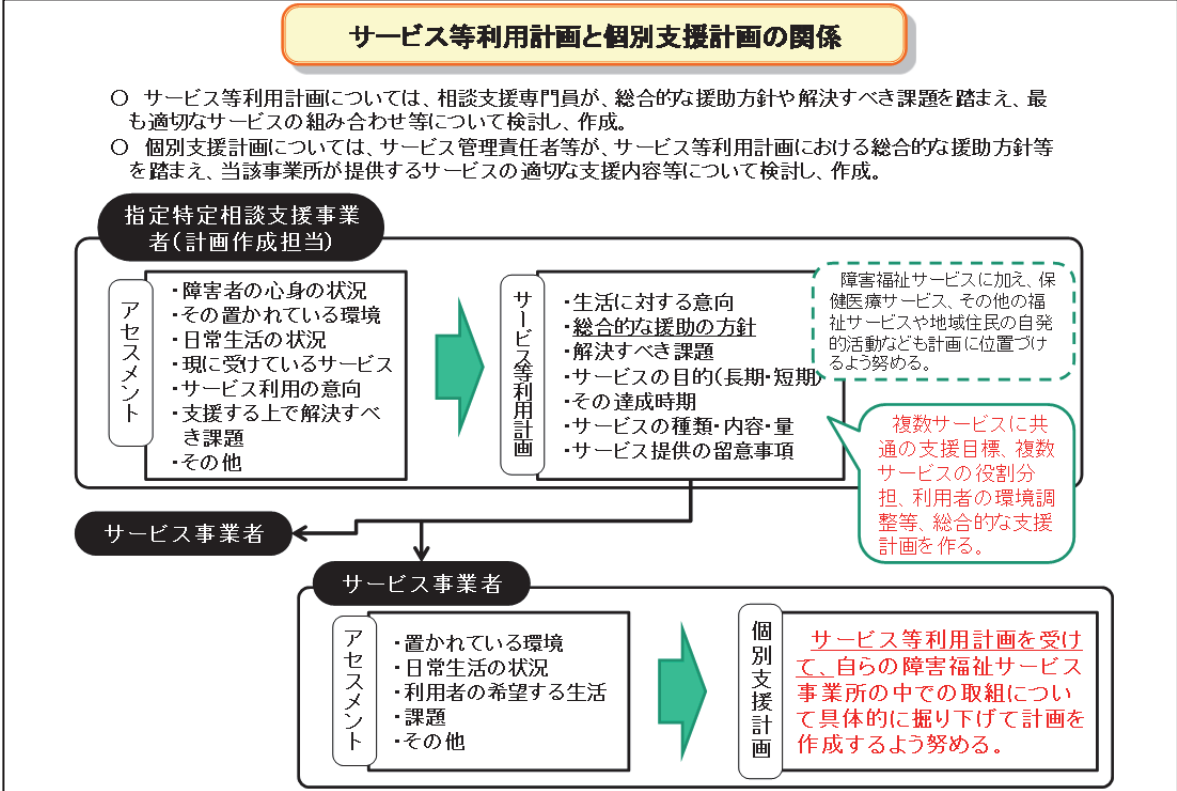 サービス等利用計画と個別支援計画の関係
○ サービス等利用計画については、相談支援専門員が、総合的な援助方針や解決すべき課題を踏まえ、最
も適切なサービスの組み合わせ等について検討し、作成。
○ 個別支援計画については、サービス管理責任者等が、サービス等利用計画における総合的な援助方針等
を踏まえ、当該事業所が提供するサービスの適切な支援内容等について検討し、作成。
指定特定相談支援事業
者(計画作成担当)
アセスメント
・障害者の心身の状況
・その置かれている環境
・日常生活の状況
・現に受けているサービス
・サービス利用の意向
・支援する上で解決すべ
き課題
・その他
サービス等利用計画
・生活に対する意向
・総合的な援助の方針
・解決すべき課題
・サービスの目的(長期・短期)
・その達成時期
・サービスの種類・内容・量
・サービス提供の留意事項
障害福祉サービスに加え、保
健医療サービス、その他の福
祉サービスや地域住民の自発
的活動なども計画に位置づけ
るよう努める。
複数サービスに共
通の支援目標、複数
サービスの役割分
担、利用者の環境調
整等、総合的な支援
計画を作る。
サービス事業者
サービス事業者
アセスメント
・置かれている環境
・日常生活の状況
・利用者の希望する生活
・課題
・その他
個別支援計画
サービス等利用計画を受け
て、自らの障害福祉サービス
事業所の中での取組につい
て具体的に掘り下げて計画を
作成するよう努める。